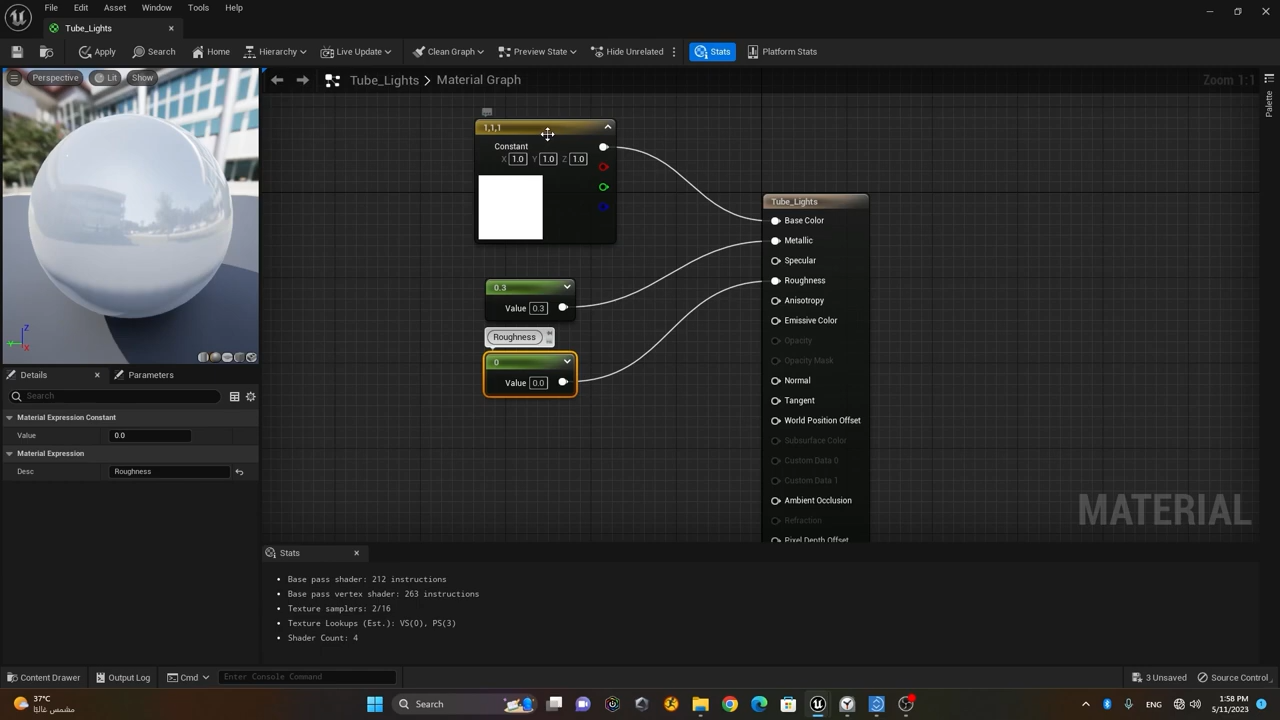 File Edit Asset Window Tools Help
Tube_Lights
Apply Search Home Hierarchy Live Update Clean Graph Preview State Hide Unrelated Stats Platform Stats
Perspective Lit Show
Tube_Lights > Material Graph
Zoom 1:1
Palette
1,1,1
Constant
X 1.0 Y 1.0 Z 1.0
0.3
Value 0.3
Roughness
0
Value 0.0
Tube_Lights
Base Color
Metallic
Specular
Roughness
Anisotropy
Emissive Color
Opacity
Opacity Mask
Normal
Tangent
World Position Offset
Subsurface Color
Custom Data 0
Custom Data 1
Ambient Occlusion
Refraction
Pixel Depth Offset
MATERIAL
Z
Y
X
Details Parameters
Search
Material Expression Constant
Value 0.0
Material Expression
Desc Roughness
Stats
• Base pass shader: 212 instructions
• Base pass vertex shader: 263 instructions
• Texture samplers: 2/16
• Texture Lookups (Est.): VS(0), PS(3)
• Shader Count: 4
Content Drawer Output Log Cmd Enter Console Command 3 Unsaved Source Control
37°C
مشمس غالبًا
Search
ENG
1:58 PM
5/11/2023